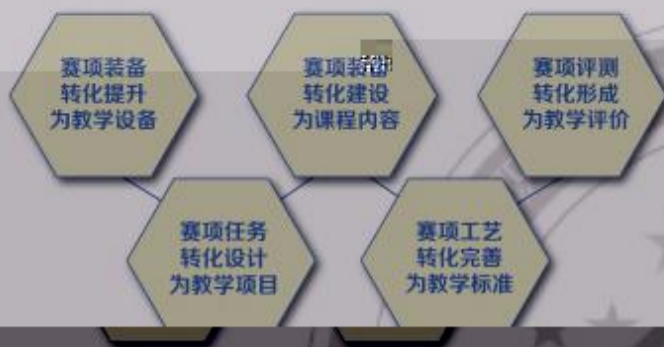 赛项装备
转化提升
为教学设备
赛项装备
转化建设
为课程内容
赛项评测
转化形成
为教学评价
赛项任务
转化设计
为教学项目
赛项工艺
转化完善
为教学标准